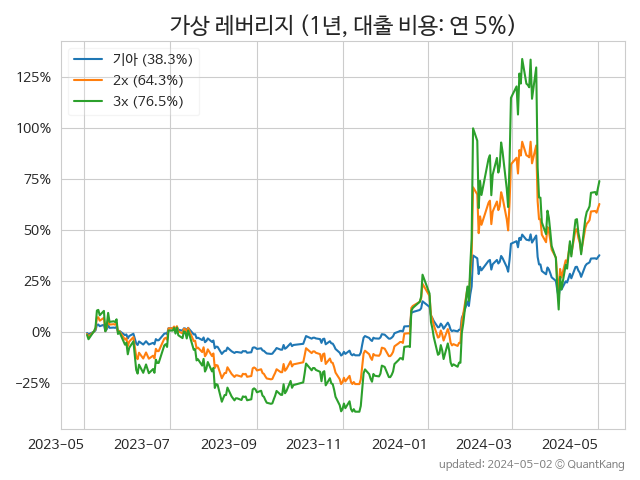 가상 레버리지 (1년, 대출 비용: 연 5%)
기아 (38.3%)
2x (64.3%)
3x (76.5%)
125%
100%
75%
50%
25%
0%
−25%
2023-05 2023-07 2023-09 2023-11 2024-01 2024-03 2024-05
updated: 2024-05-02 © QuantKang